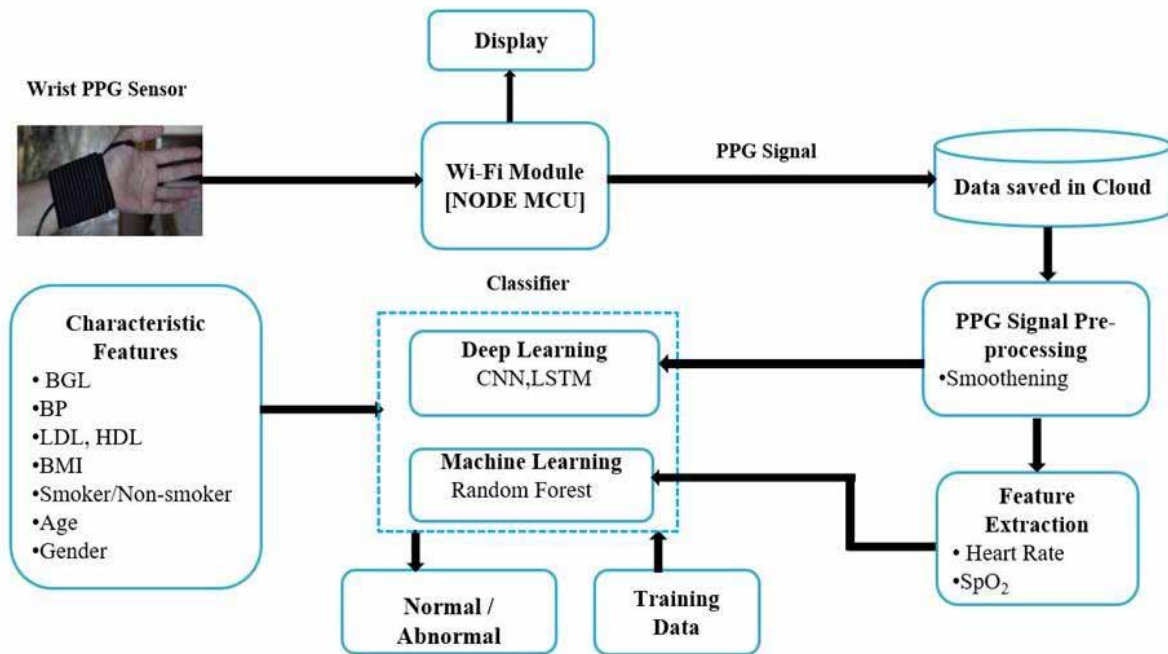 Display
Wrist PPG Sensor
Wi-Fi Module
[NODE MCU]
PPG Signal
Data saved in Cloud
Classifier
Characteristic
Features
• BGL
•BP
•LDL, HDL
•BMI
•Smoker/Non-smoker
•Age
•Gender
Deep Learning
CNN,LSTM
Machine Learning
Random Forest
PPG Signal Pre-
processing
•Smoothening
Feature
Extraction
• Heart Rate
•SpO₂
Normal /
Abnormal
Training
Data